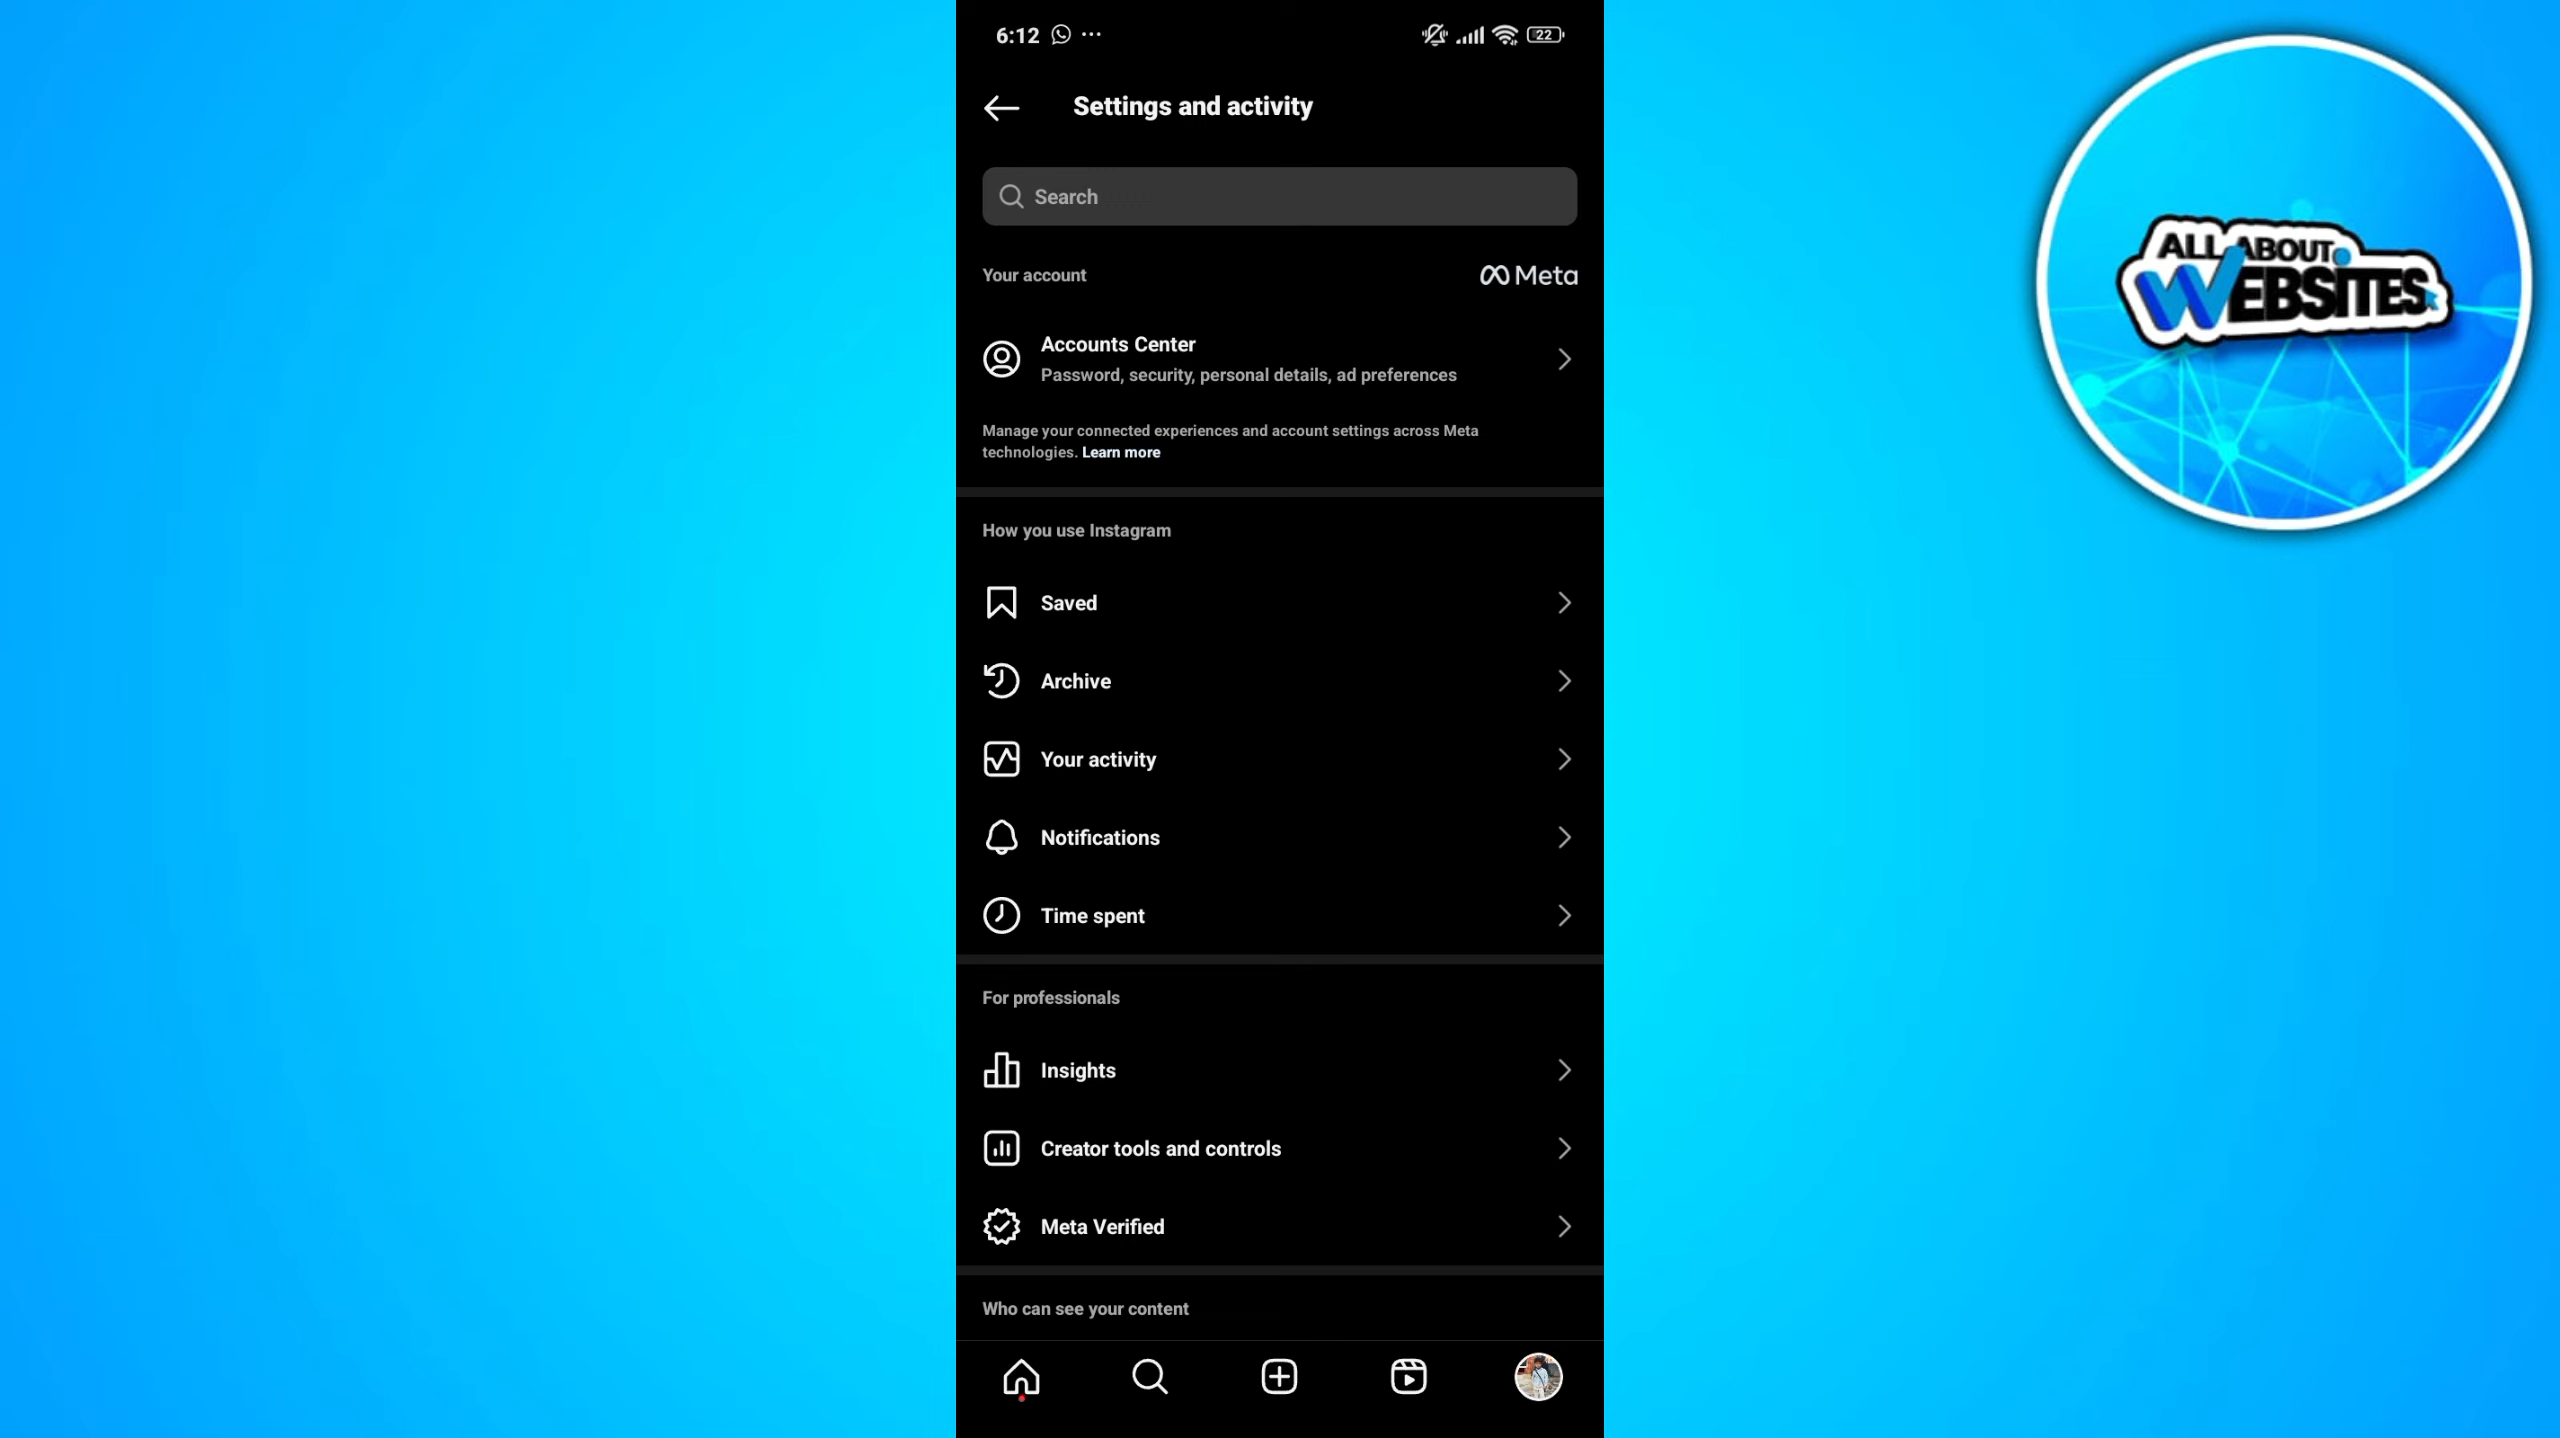 6:12
22
Settings and activity
Search
Your account
Meta
Accounts Center
Password, security, personal details, ad preferences
Manage your connected experiences and account settings across Meta
technologies. Learn more
How you use Instagram
Saved
Archive
Your activity
Notifications
Time spent
For professionals
Insights
Creator tools and controls
Meta Verified
Who can see your content
ALL ABOUT
WEBSITES